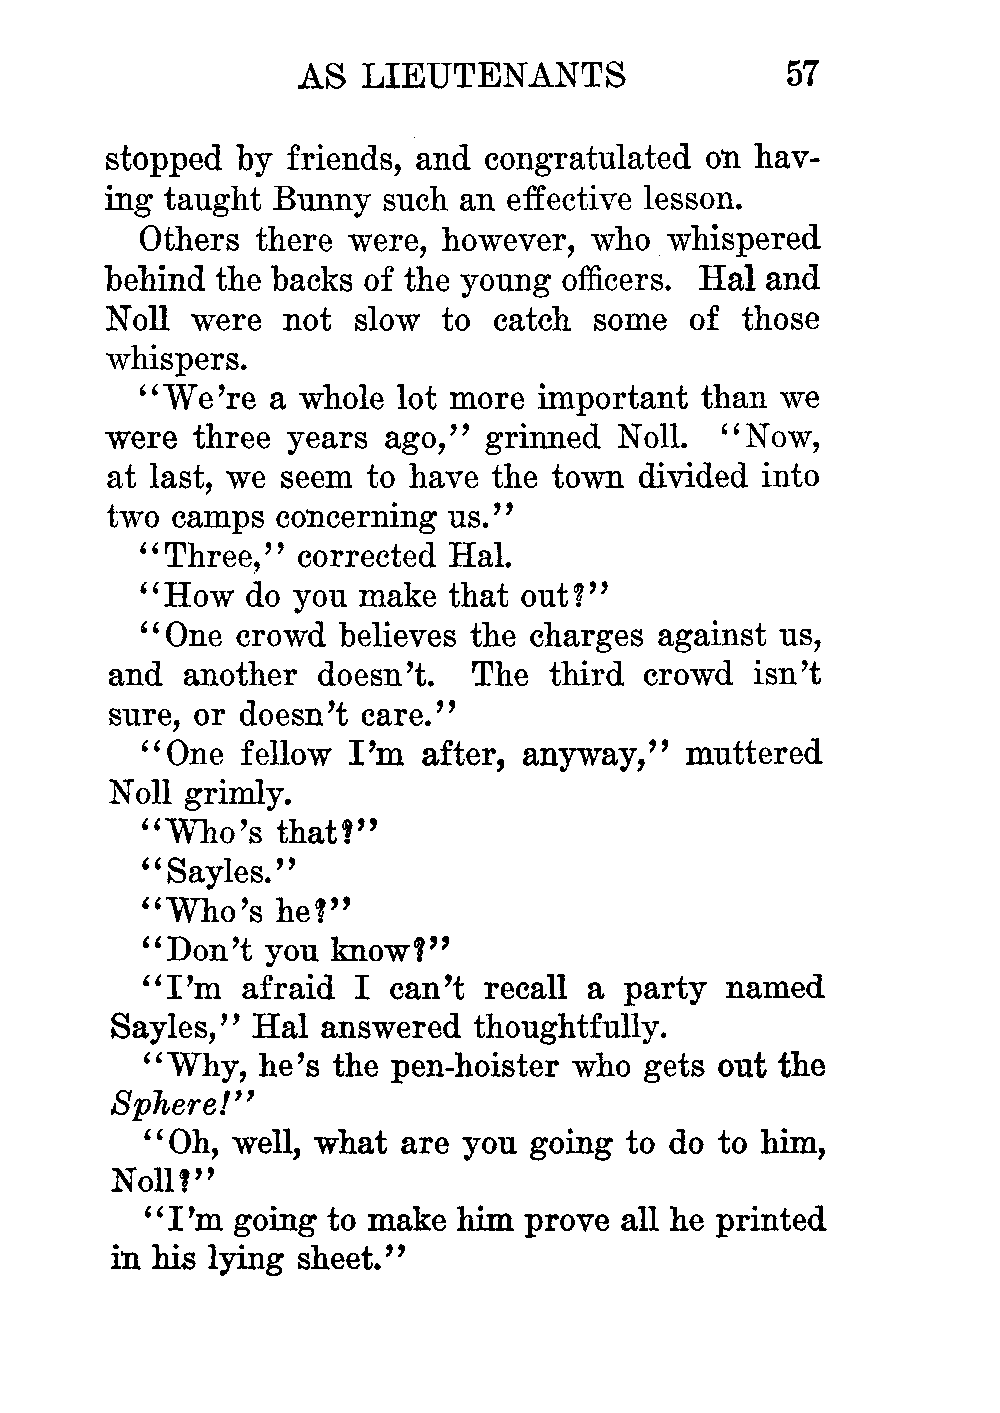 AS LIEUTENANTS 57
stopped by friends, and congratulated on hav-
ing taught Bunny such an effective lesson.
Others there were, however, who whispered
behind the backs of the young officers. Hal and
Noll were not slow to catch some of those
whispers.
"We're a whole lot more important than we
were three years ago," grinned Noll. "Now,
at last, we seem to have the town divided into
two camps concerning us."
"Three," corrected Hal.
"How do you make that out?"
"One crowd believes the charges against us,
and another doesn't. The third crowd isn't
sure, or doesn't care."
"One fellow I'm after, anyway," muttered
Noll grimly.
"Who's that?"
"Sayles."
"Who's he?"
"Don't you know?"
"I'm afraid I can't recall a party named
Sayles," Hal answered thoughtfully.
"Why, he's the pen-hoister who gets out the
Sphere!"
"Oh, well, what are you going to do to him,
Noll?"
"I'm going to make him prove all he printed
in his lying sheet."